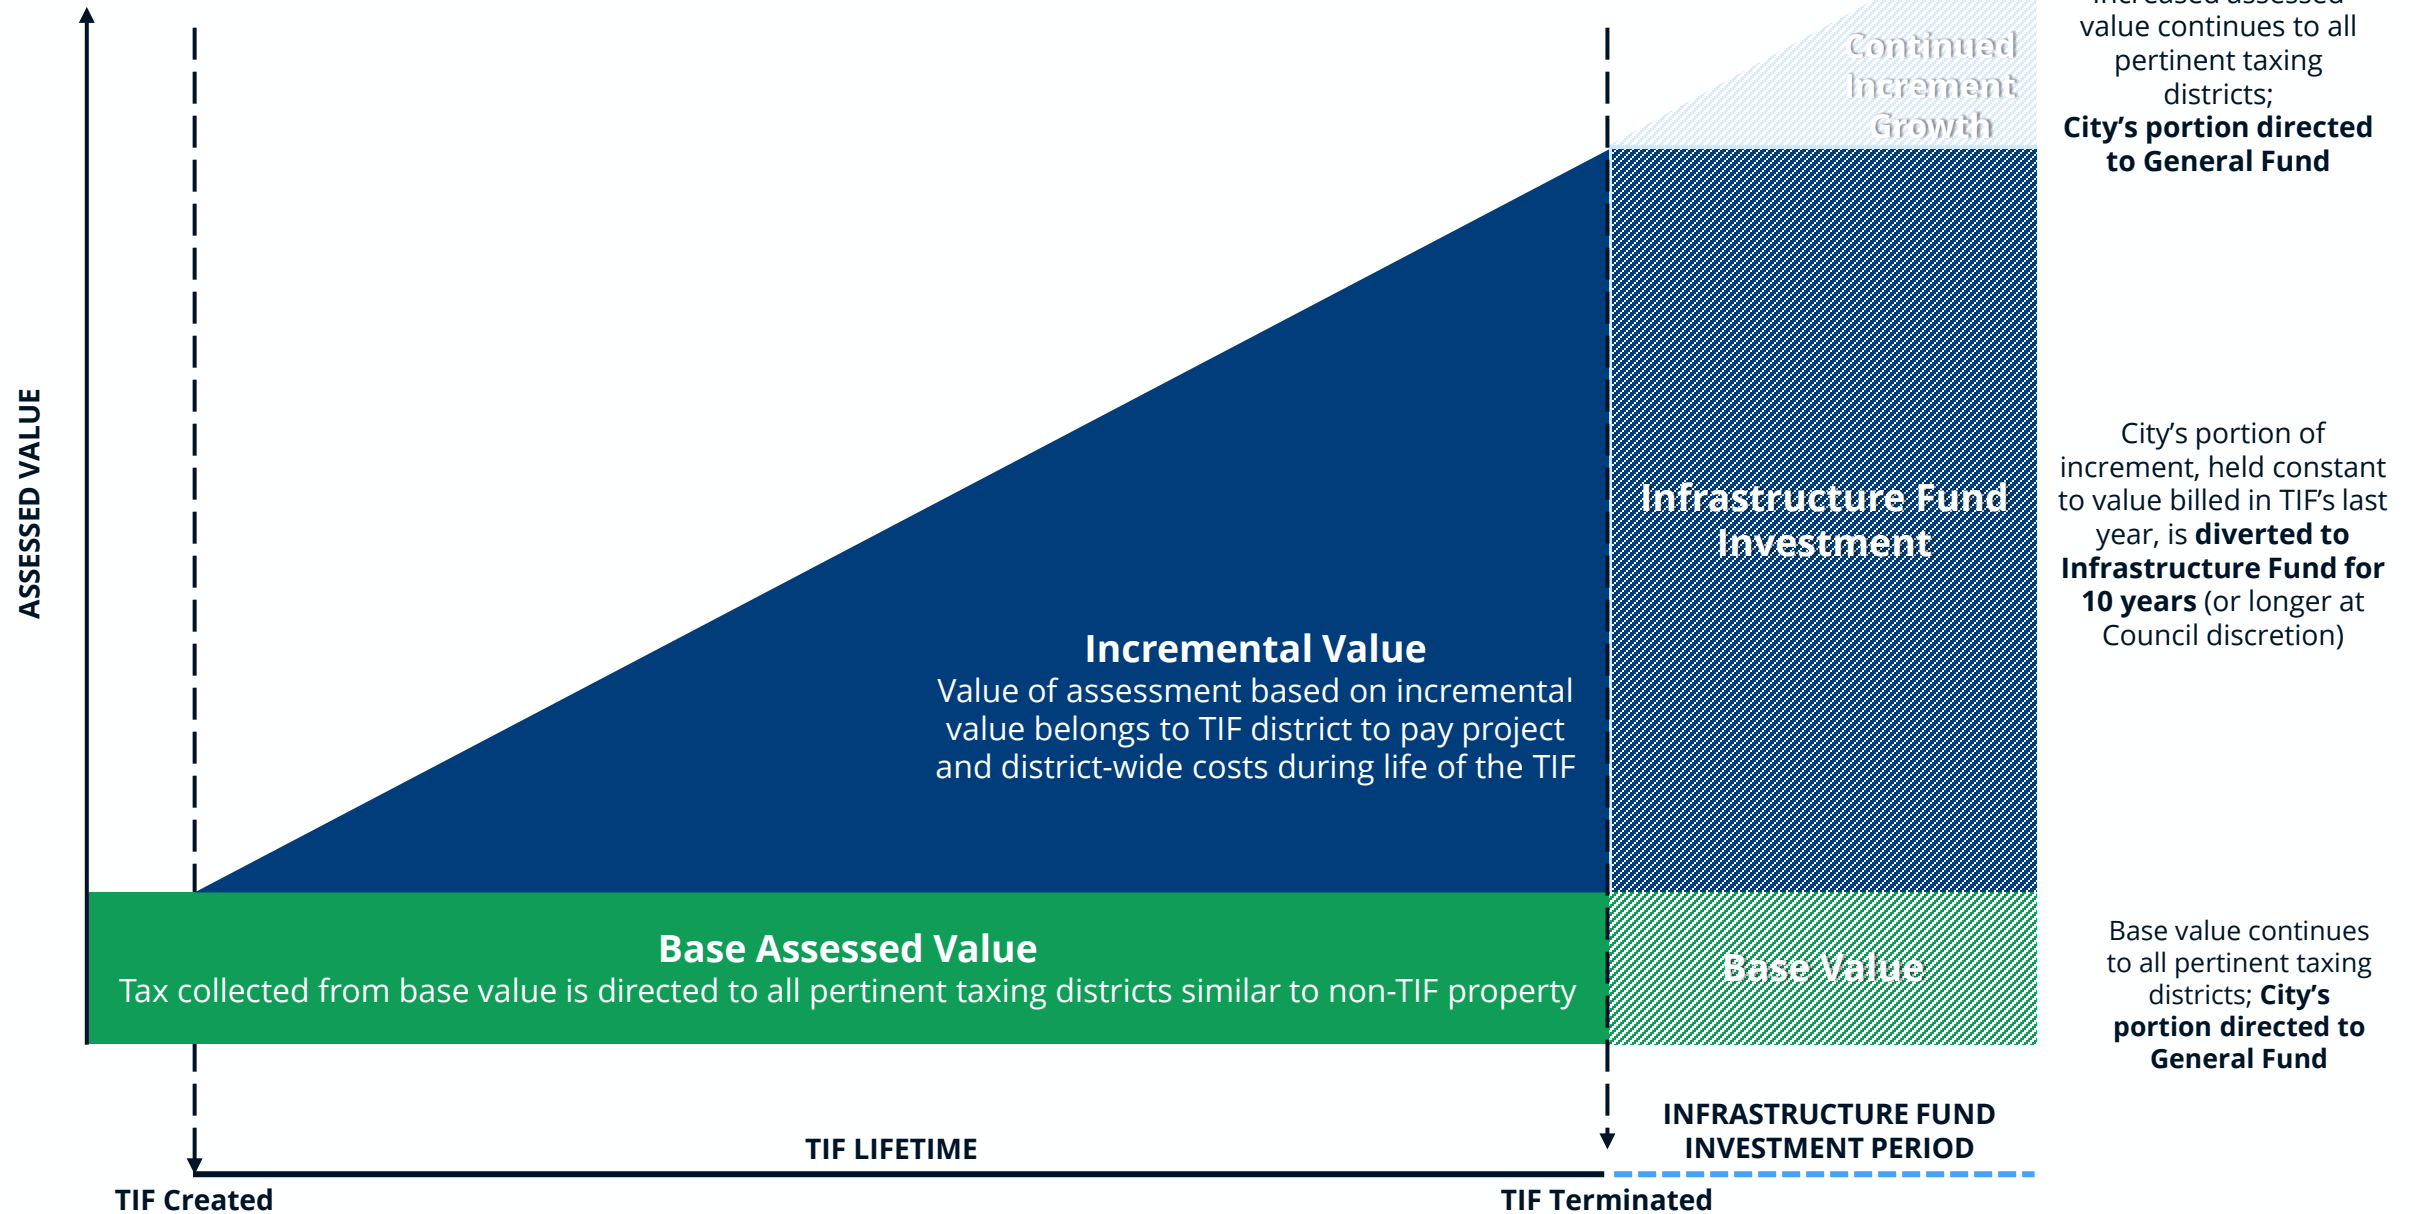 value continues to all
pertinent taxing
districts;
City’s portion directed
to General Fund
Continued
Increment
Growth
ASSESSED VALUE
City’s portion of
increment, held constant
to value billed in TIF’s last
year, is diverted to
Infrastructure Fund for
10 years (or longer at
Council discretion)
Infrastructure Fund
Investment
Incremental Value
Value of assessment based on incremental
value belongs to TIF district to pay project
and district-wide costs during life of the TIF
Base Assessed Value
Tax collected from base value is directed to all pertinent taxing districts similar to non-TIF property
Base Value
Base value continues
to all pertinent taxing
districts; City’s
portion directed to
General Fund
TIF LIFETIME
INFRASTRUCTURE FUND
INVESTMENT PERIOD
TIF Created
TIF Terminated